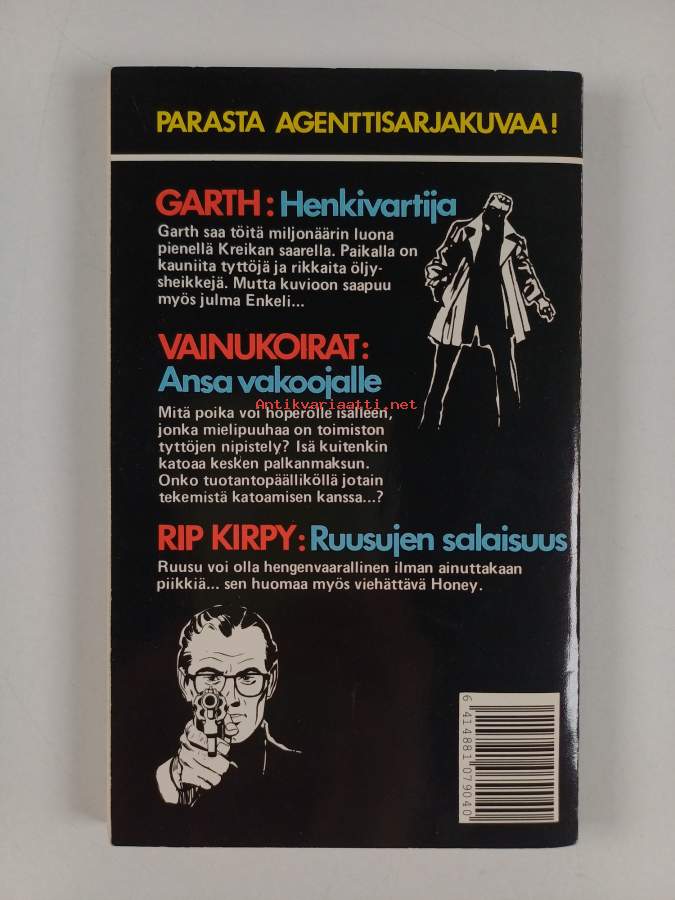 PARASTA AGENTTISARJAKUVAA!
GARTH: Henkivartija
Garth saa töitä miljonäärin luona
pienellä Kreikan saarella. Paikalla on
kauniita tyttöjä ja rikkaita öljy-
sheikkejä. Mutta kuvioon saapuu
myös julma Enkeli...
VAINUKOIRAT:
Ansa vakoojalle
Antikvariaatti.net
Mitä poika voi höperölle isälleen,
jonka mielipuuhaa on toimiston
tyttöjen nipistely? Isä kuitenkin
katoaa kesken palkanmaksun.
Onko tuotantopäälliköllä jotain
tekemistä katoamisen kanssa...?
RIP KIRPY: Ruusujen salaisuus
Ruusu voi olla hengenvaarallinen ilman ainuttakaan
piikkiä... sen huomaa myös viehättävä Honey.
6 414881 079040